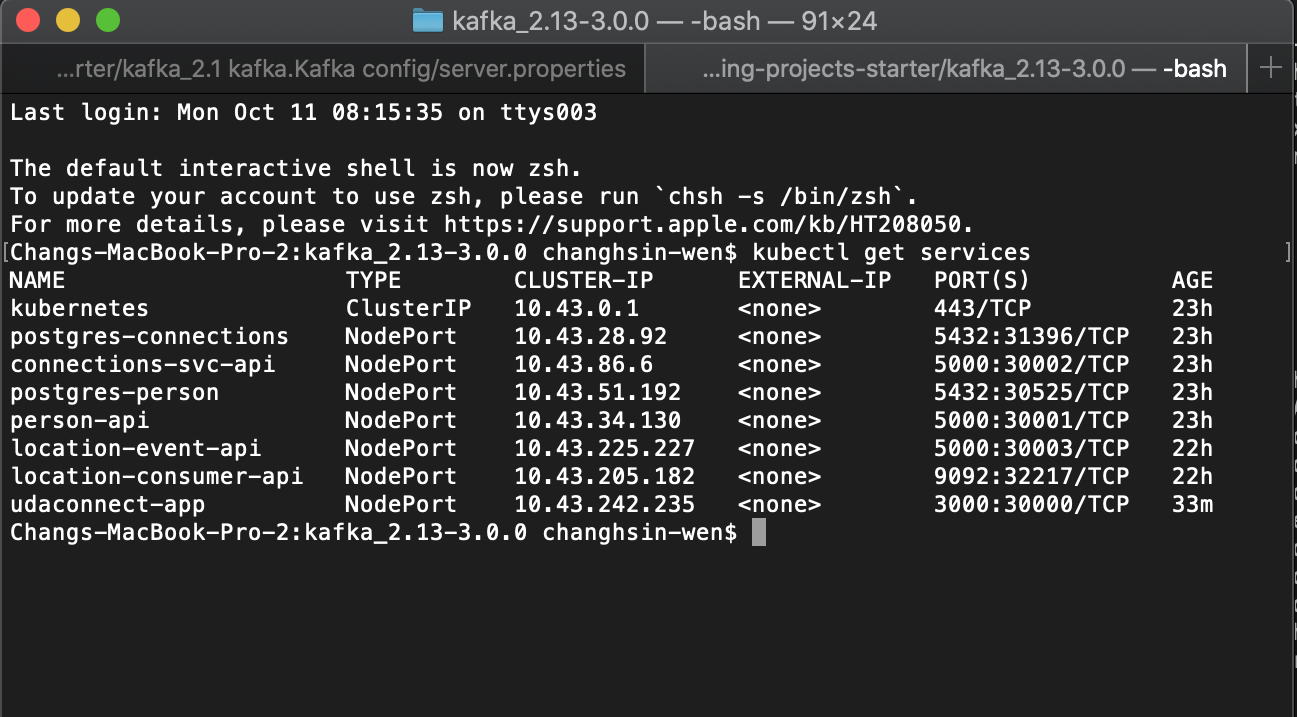 kafka_2.13-3.0.0 — -bash — 91×24
...rter/kafka_2.1 kafka.Kafka config/server.properties ...ing-projects-starter/kafka_2.13-3.0.0 — -bash +
Last login: Mon Oct 11 08:15:35 on ttys003
The default interactive shell is now zsh.
To update your account to use zsh, please run `chsh -s /bin/zsh`.
For more details, please visit https://support.apple.com/kb/HT208050.
[Changs-MacBook-Pro-2:kafka_2.13-3.0.0 changhsin-wen$ kubectl get services ]
NAME TYPE CLUSTER-IP EXTERNAL-IP PORT(S) AGE
kubernetes ClusterIP 10.43.0.1 <none> 443/TCP 23h
postgres-connections NodePort 10.43.28.92 <none> 5432:31396/TCP 23h
connections-svc-api NodePort 10.43.86.6 <none> 5000:30002/TCP 23h
postgres-person NodePort 10.43.51.192 <none> 5432:30525/TCP 23h
person-api NodePort 10.43.34.130 <none> 5000:30001/TCP 23h
location-event-api NodePort 10.43.225.227 <none> 5000:30003/TCP 22h
location-consumer-api NodePort 10.43.205.182 <none> 9092:32217/TCP 22h
udaconnect-app NodePort 10.43.242.235 <none> 3000:30000/TCP 33m
Changs-MacBook-Pro-2:kafka_2.13-3.0.0 changhsin-wen$